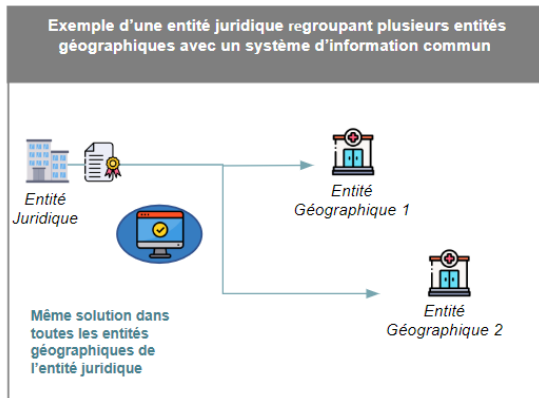 Exemple d'une entité juridique regroupant plusieurs entités
géographiques avec un système d'information commun
Entité
Juridique
Entité
Géographique 1
Même solution dans
toutes les entités
géographiques de
l'entité juridique
Entité
Géographique 2